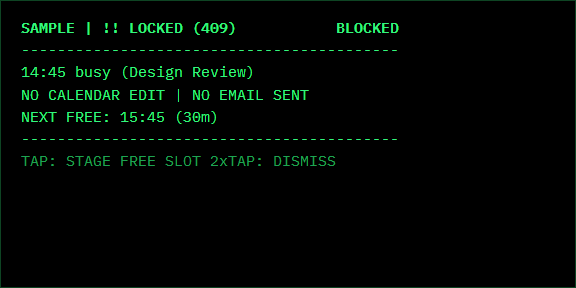 SAMPLE | !! LOCKED (409) BLOCKED
------------------------------------------
14:45 busy (Design Review)
NO CALENDAR EDIT | NO EMAIL SENT
NEXT FREE: 15:45 (30m)
------------------------------------------
TAP: STAGE FREE SLOT 2xTAP: DISMISS